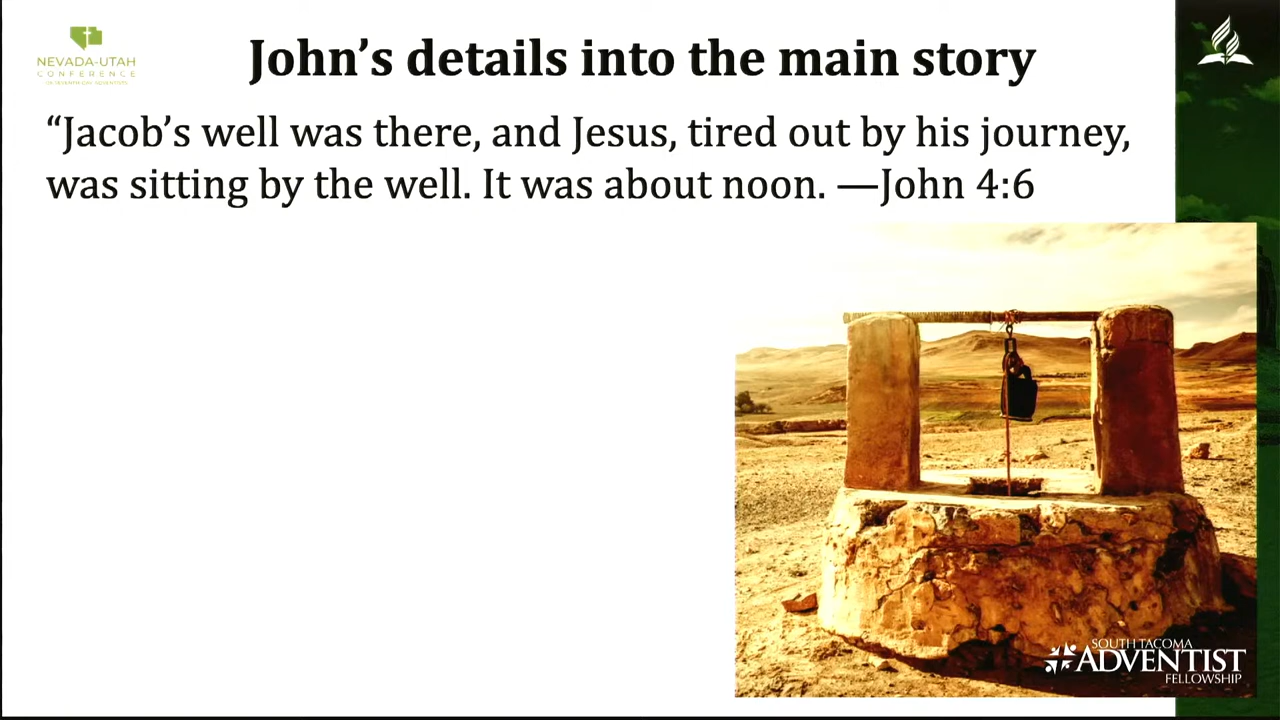 NEVADA-UTAH
CONFERENCE
OF SEVENTH-DAY ADVENTISTS
John’s details into the main story
“Jacob’s well was there, and Jesus, tired out by his journey,
was sitting by the well. It was about noon. —John 4:6
SOUTH TACOMA
ADVENTIST
FELLOWSHIP